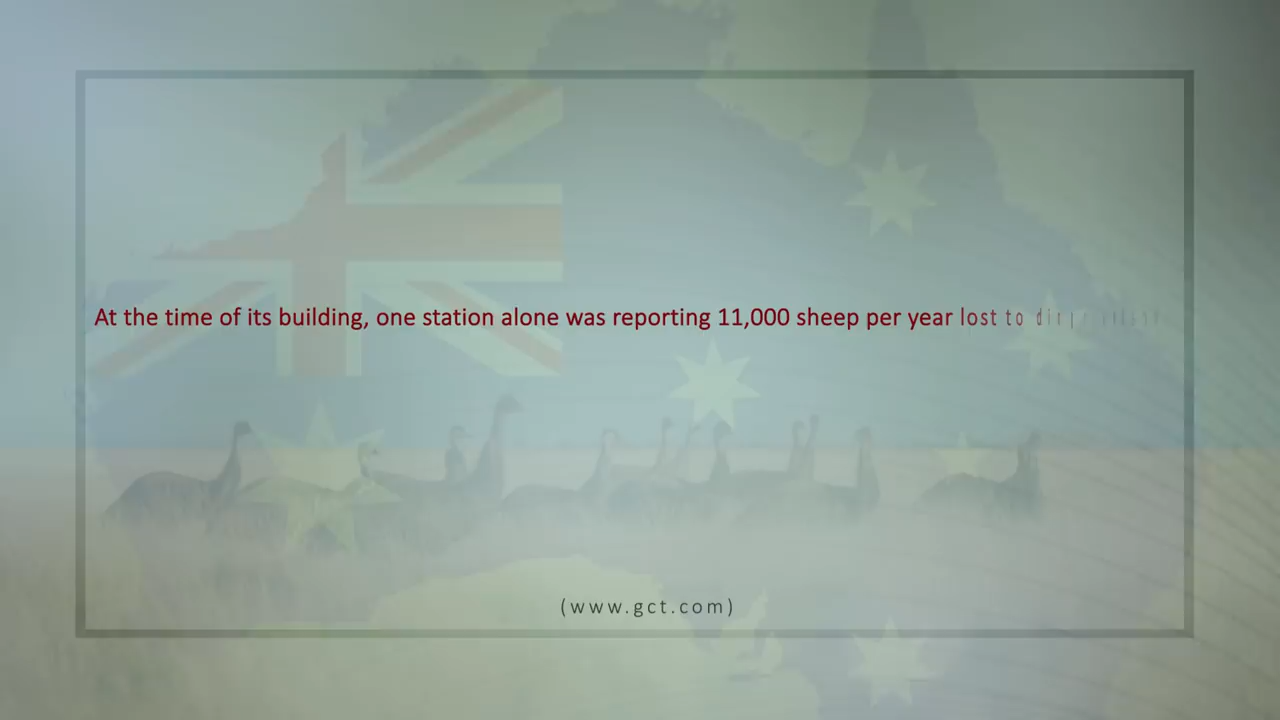 At the time of its building, one station alone was reporting 11,000 sheep per year lost to
(www.gct.com)